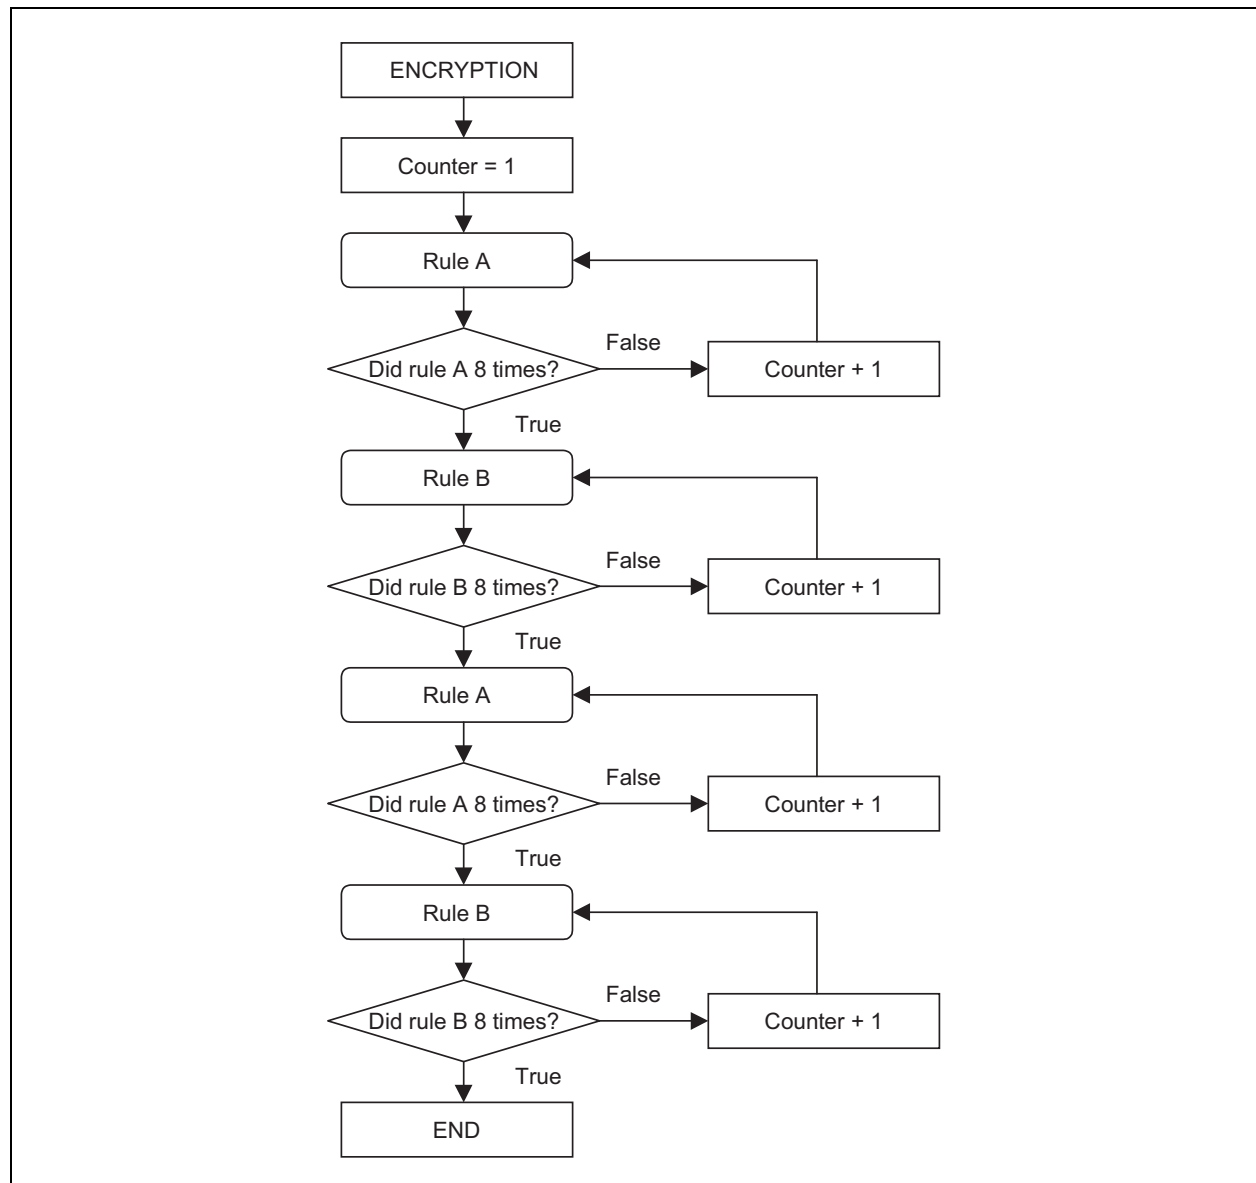 ENCRYPTION
Counter = 1
Rule A
Did rule A 8 times?
False
Counter + 1
True
Rule B
Did rule B 8 times?
False
Counter + 1
True
Rule A
Did rule A 8 times?
False
Counter + 1
True
Rule B
Did rule B 8 times?
False
Counter + 1
True
END